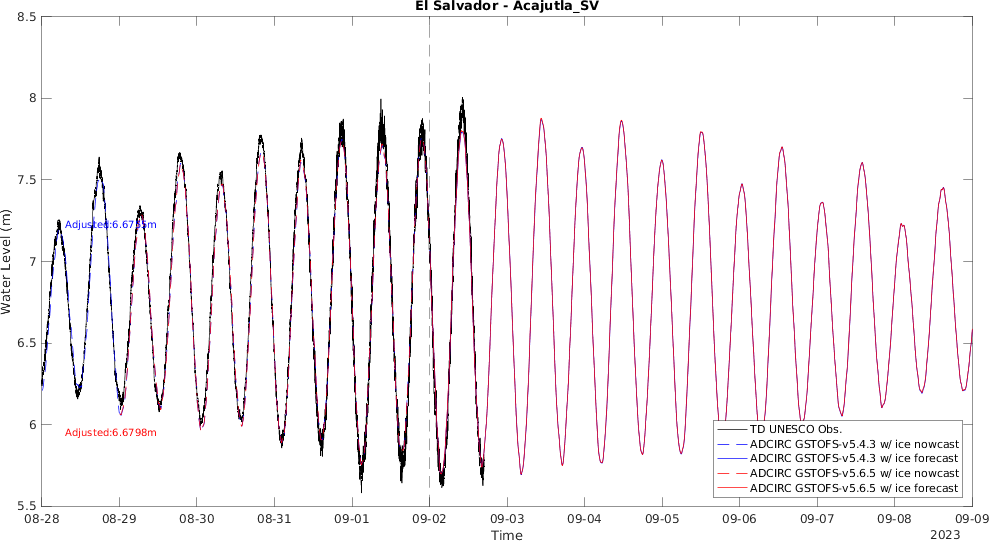 El Salvador - Acajutla_SV
8.5
8
7.5
7
6.5
6
5.5
Water Level (m)
Adjusted:6.6798m
TD UNESCO Obs.
ADCIRC GSTOFS-v5.4.3 w/ ice nowcast
ADCIRC GSTOFS-v5.4.3 w/ ice forecast
ADCIRC GSTOFS-v5.6.5 w/ ice nowcast
ADCIRC GSTOFS-v5.6.5 w/ ice forecast
08-28 08-29 08-30 08-31 09-01 09-02 09-03 09-04 09-05 09-06 09-07 09-08 09-09
Time
2023